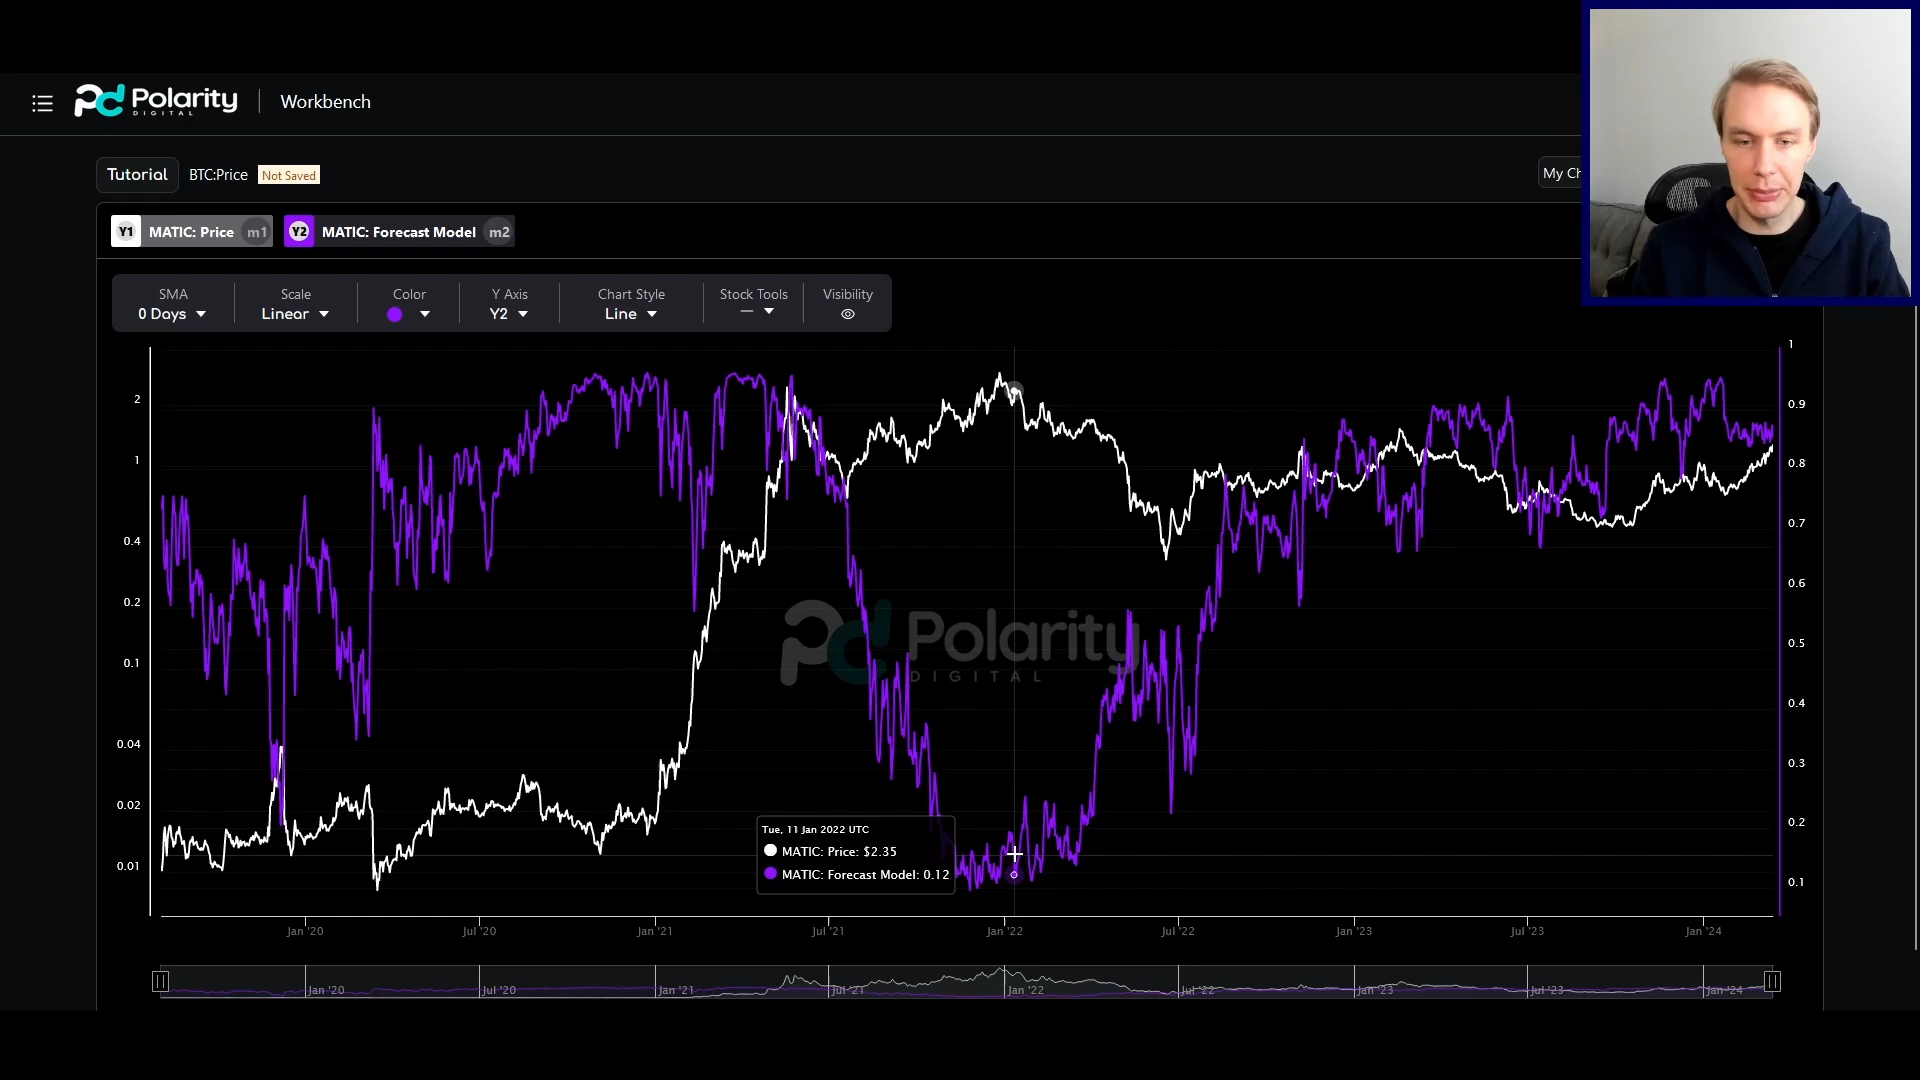 Polarity
DIGITAL
Workbench
Tutorial BTC:Price Not Saved
My Ch
Y1 MATIC: Price m1 Y2 MATIC: Forecast Model m2
SMA Scale Color Y Axis Chart Style Stock Tools Visibility
0 Days Linear Y2 Line
1
2
0.9
1
0.8
0.7
0.4
0.6
0.2
Polarity
DIGITAL
0.5
0.1
0.4
0.04
0.3
0.02
0.2
Tue, 11 Jan 2022 UTC
MATIC: Price: $2.35
0.01
MATIC: Forecast Model: 0.12
0.1
Jan '20 Jul '20 Jan '21 Jul '21 Jan '22 Jul '22 Jan '23 Jul '23 Jan '24
Jan '20 Jul '20 Jan '21 Jul '21 Jan '22 Jul '22 Jan '23 Jul '23 Jan '24